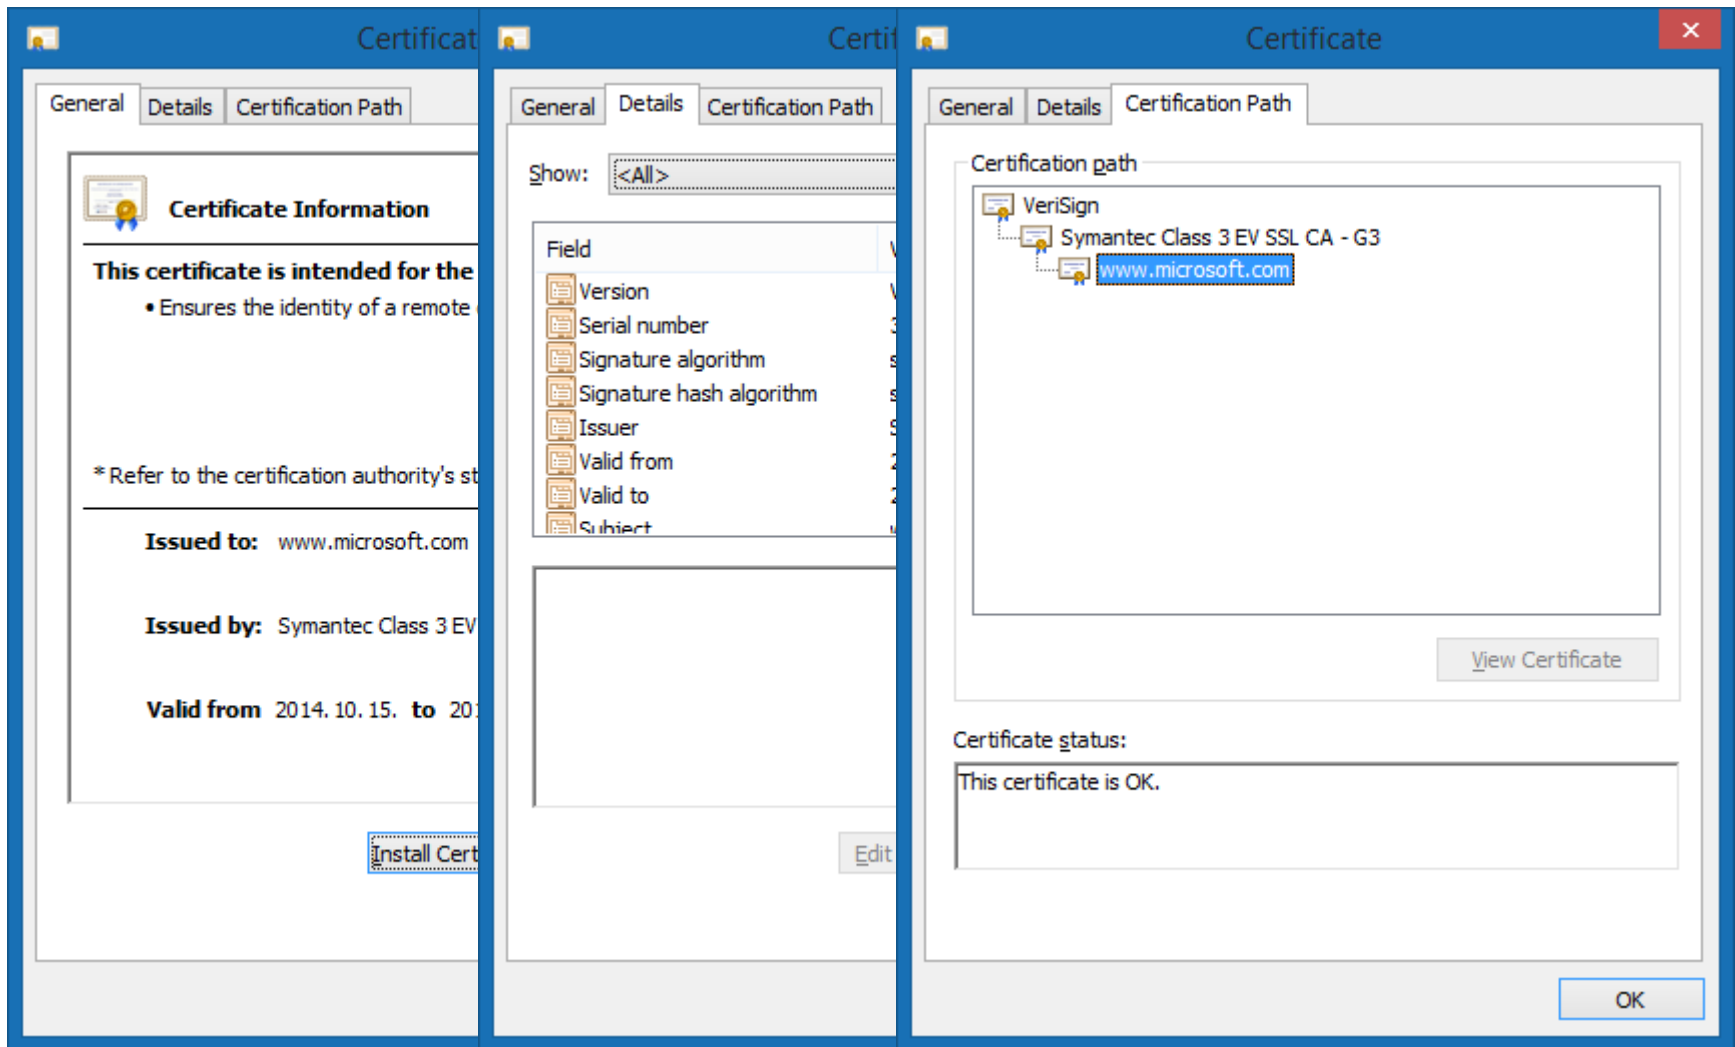 Certificat
General Details Certification Path
Certificate Information
This certificate is intended for the
• Ensures the identity of a remote
* Refer to the certification authority's st
Issued to: www.microsoft.com
Issued by: Symantec Class 3 EV
Valid from 2014. 10. 15. to 201
Install Cert
Certif
General Details Certification Path
Show: <All>
Field
Version
Serial number
Signature algorithm
Signature hash algorithm
Issuer
Valid from
Valid to
Subject
Edit
Certificate
General Details Certification Path
Certification path
VeriSign
Symantec Class 3 EV SSL CA - G3
www.microsoft.com
View Certificate
Certificate status:
This certificate is OK.
OK